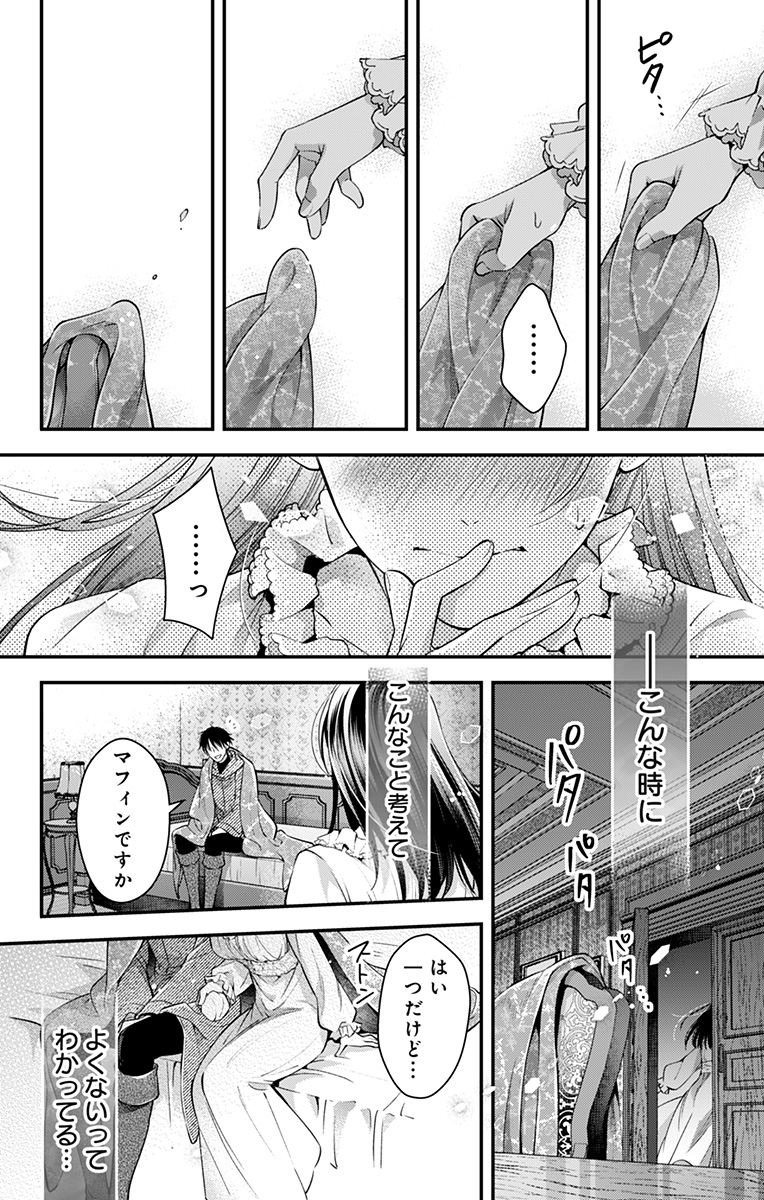 ピタ…
……
……っ
──こんな時に
パタ
パタ
パタ…
こんなこと考えて
マフィンですか
はい
一つだけど…
ストン
よくないって
わかってる…